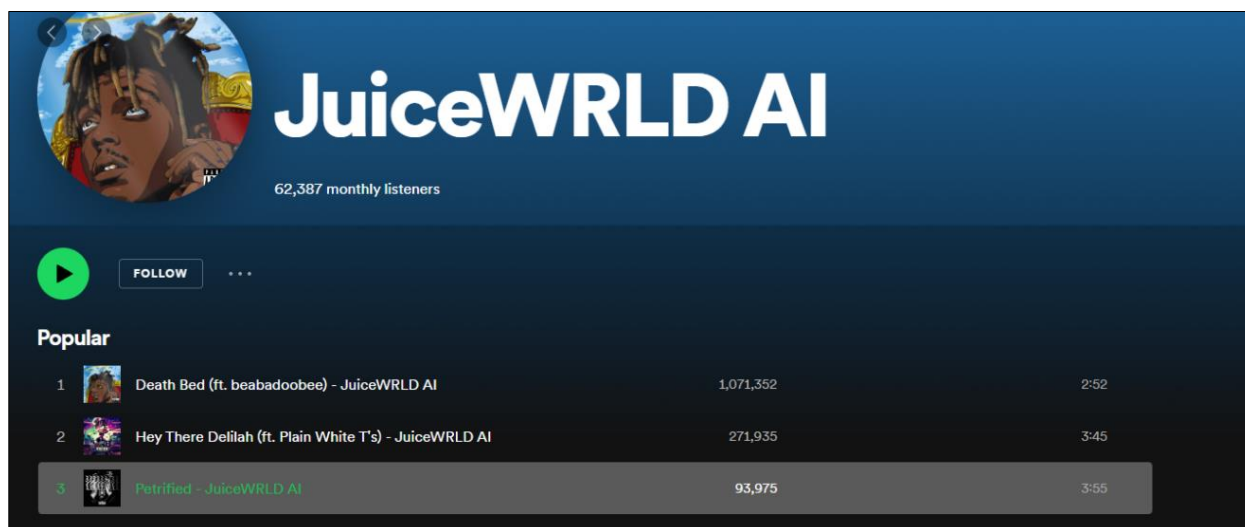 JuiceWRLD AI
62,387 monthly listeners
FOLLOW
Popular
1 Death Bed (ft. beabadoobee) - JuiceWRLD AI 1,071,352 2:52
2 Hey There Delilah (ft. Plain White T's) - JuiceWRLD AI 271,935 3:45
3 Petrified - JuiceWRLD AI 93,975 3:55